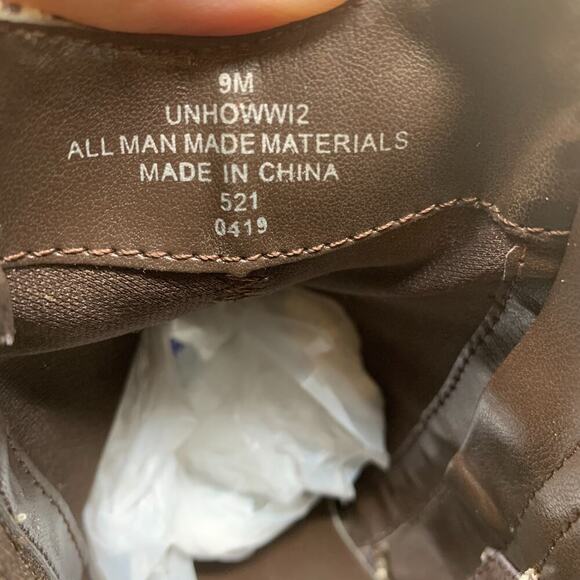 9M
UNHOWWI2
ALL MAN MADE MATERIALS
MADE IN CHINA
521
0419